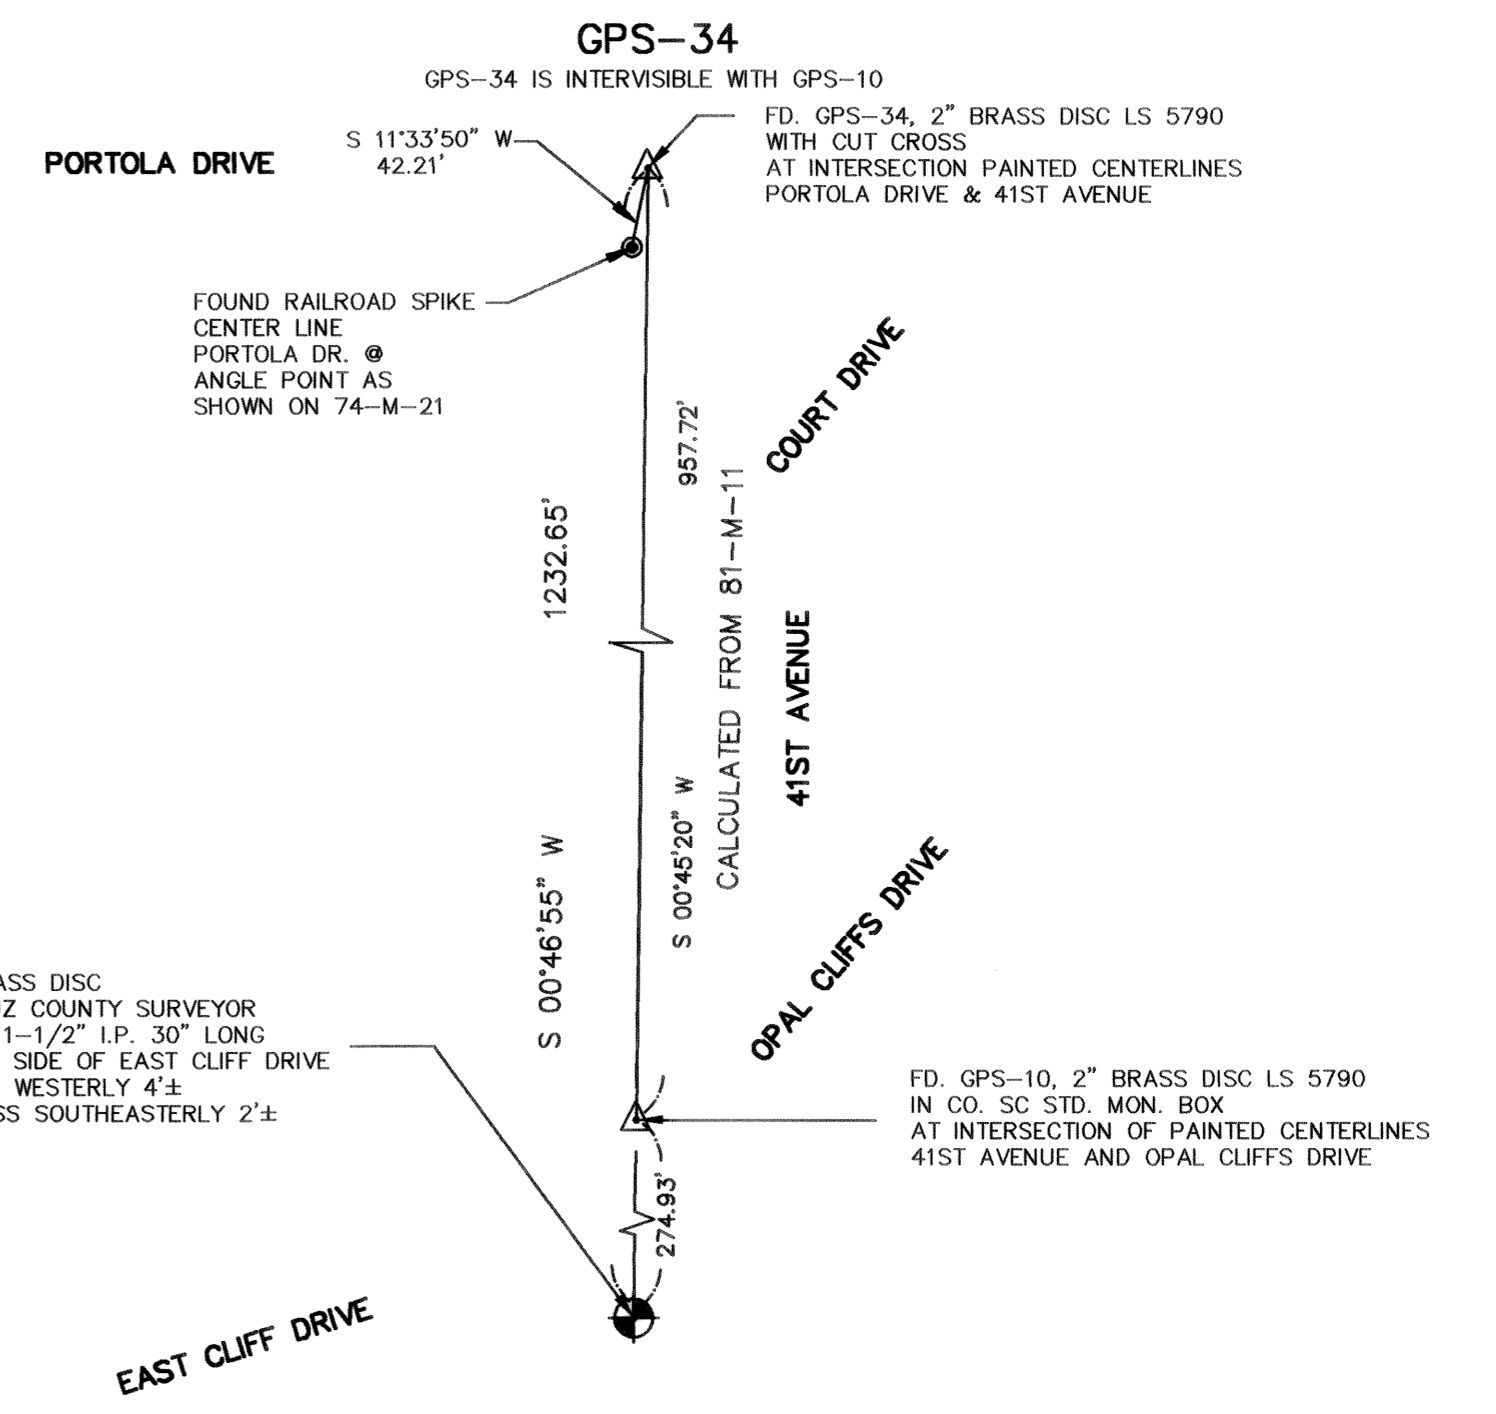 GPS-34
GPS-34 IS INTERVISIBLE WITH GPS-10
S 11°33'50" W
42.21'
PORTOLA DRIVE
FD. GPS-34, 2" BRASS DISC LS 5790
WITH CUT CROSS
AT INTERSECTION PAINTED CENTERLINES
PORTOLA DRIVE & 41ST AVENUE
FOUND RAILROAD SPIKE
CENTER LINE
PORTOLA DR. @
ANGLE POINT AS
SHOWN ON 74-M-21
COURT DRIVE
957.72'
1232.65'
CALCULATED FROM 81-M-11
41ST AVENUE
S 00°45'20" W
S 00°46'55" W
OPAL CLIFFS DRIVE
ASS DISC
UZ COUNTY SURVEYOR
1-1/2" I.P. 30" LONG
SIDE OF EAST CLIFF DRIVE
WESTERLY 4'±
SS SOUTHEASTERLY 2'±
FD. GPS-10, 2" BRASS DISC LS 5790
IN CO. SC STD. MON. BOX
AT INTERSECTION OF PAINTED CENTERLINES
41ST AVENUE AND OPAL CLIFFS DRIVE
274.93'
EAST CLIFF DRIVE